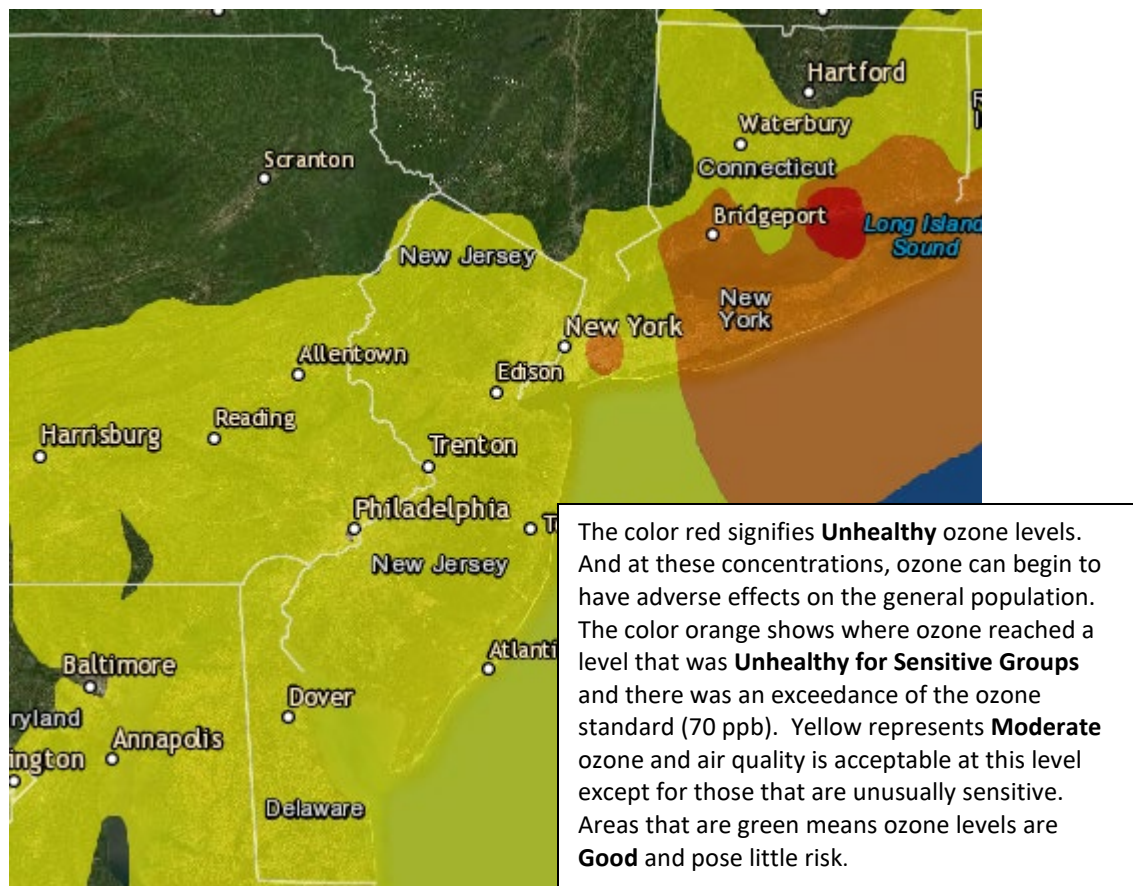 Hartford
Waterbury
Scranton
Connecticut
Bridgeport
Long Island
Sound
New Jersey
New
York
New York
Allentown
Edison
Reading
Harrisburg
Trenton
Philadelphia
New Jersey
Atlanti
Baltimore
Dover
ryland
Annapolis
ington
Delaware
The color red signifies Unhealthy ozone levels.
And at these concentrations, ozone can begin to
have adverse effects on the general population.
The color orange shows where ozone reached a
level that was Unhealthy for Sensitive Groups
and there was an exceedance of the ozone
standard (70 ppb).  Yellow represents Moderate
ozone and air quality is acceptable at this level
except for those that are unusually sensitive.
Areas that are green means ozone levels are
Good and pose little risk.